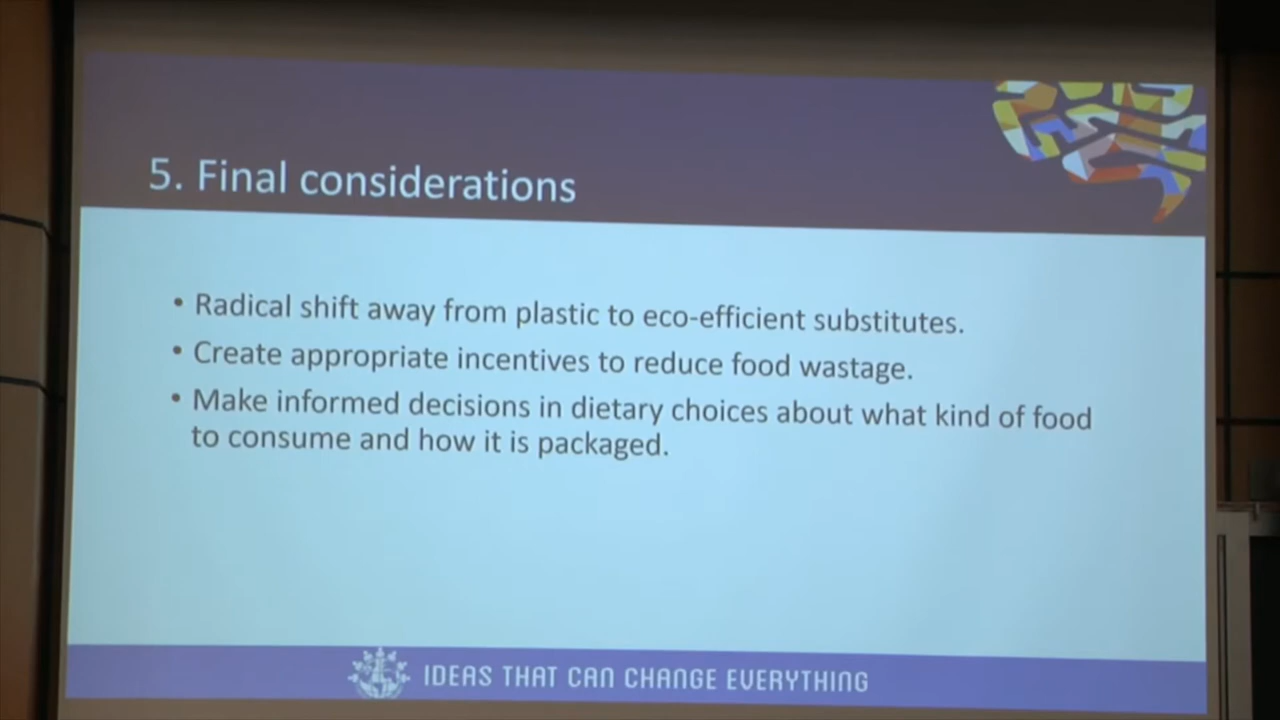 5. Final considerations
• Radical shift away from plastic to eco-efficient substitutes.
• Create appropriate incentives to reduce food wastage.
• Make informed decisions in dietary choices about what kind of food
to consume and how it is packaged.
IDEAS THAT CAN CHANGE EVERYTHING